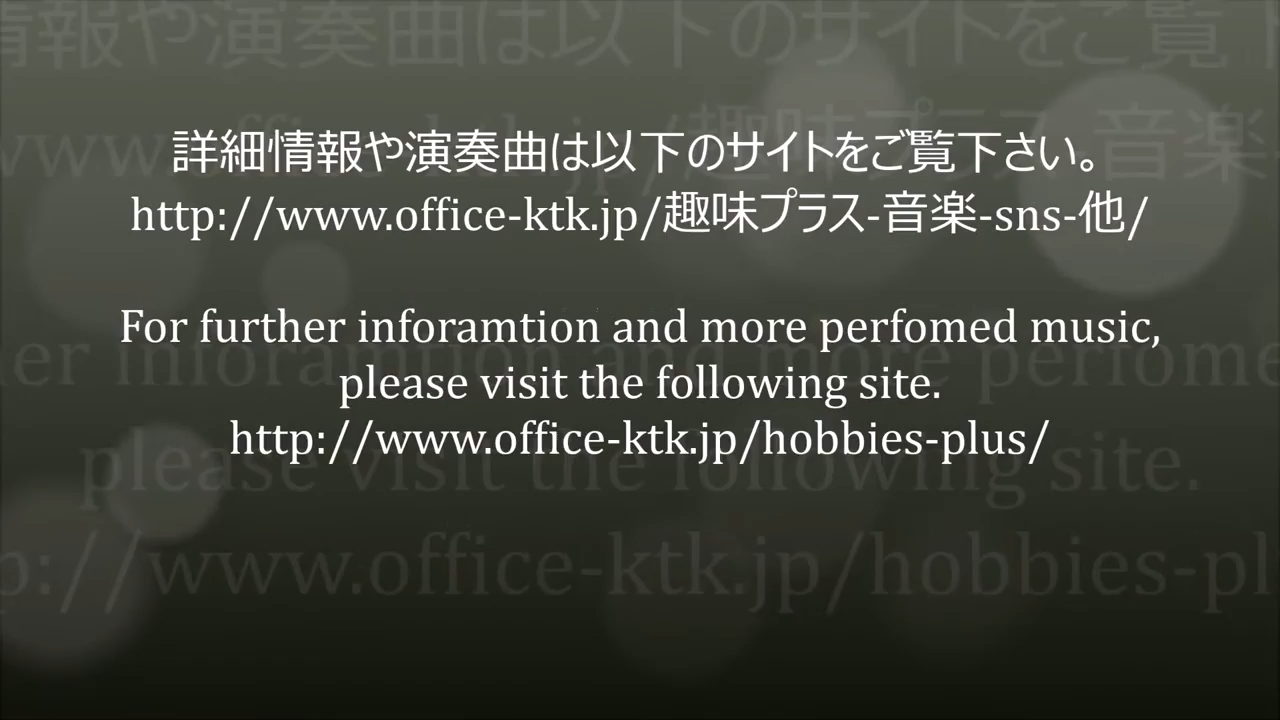 詳細情報や演奏曲は以下のサイトをご覧下さい。
http://www.office-ktk.jp/趣味プラス-音楽-sns-他/
For further inforamtion and more perfomed music,
please visit the following site.
http://www.office-ktk.jp/hobbies-plus/